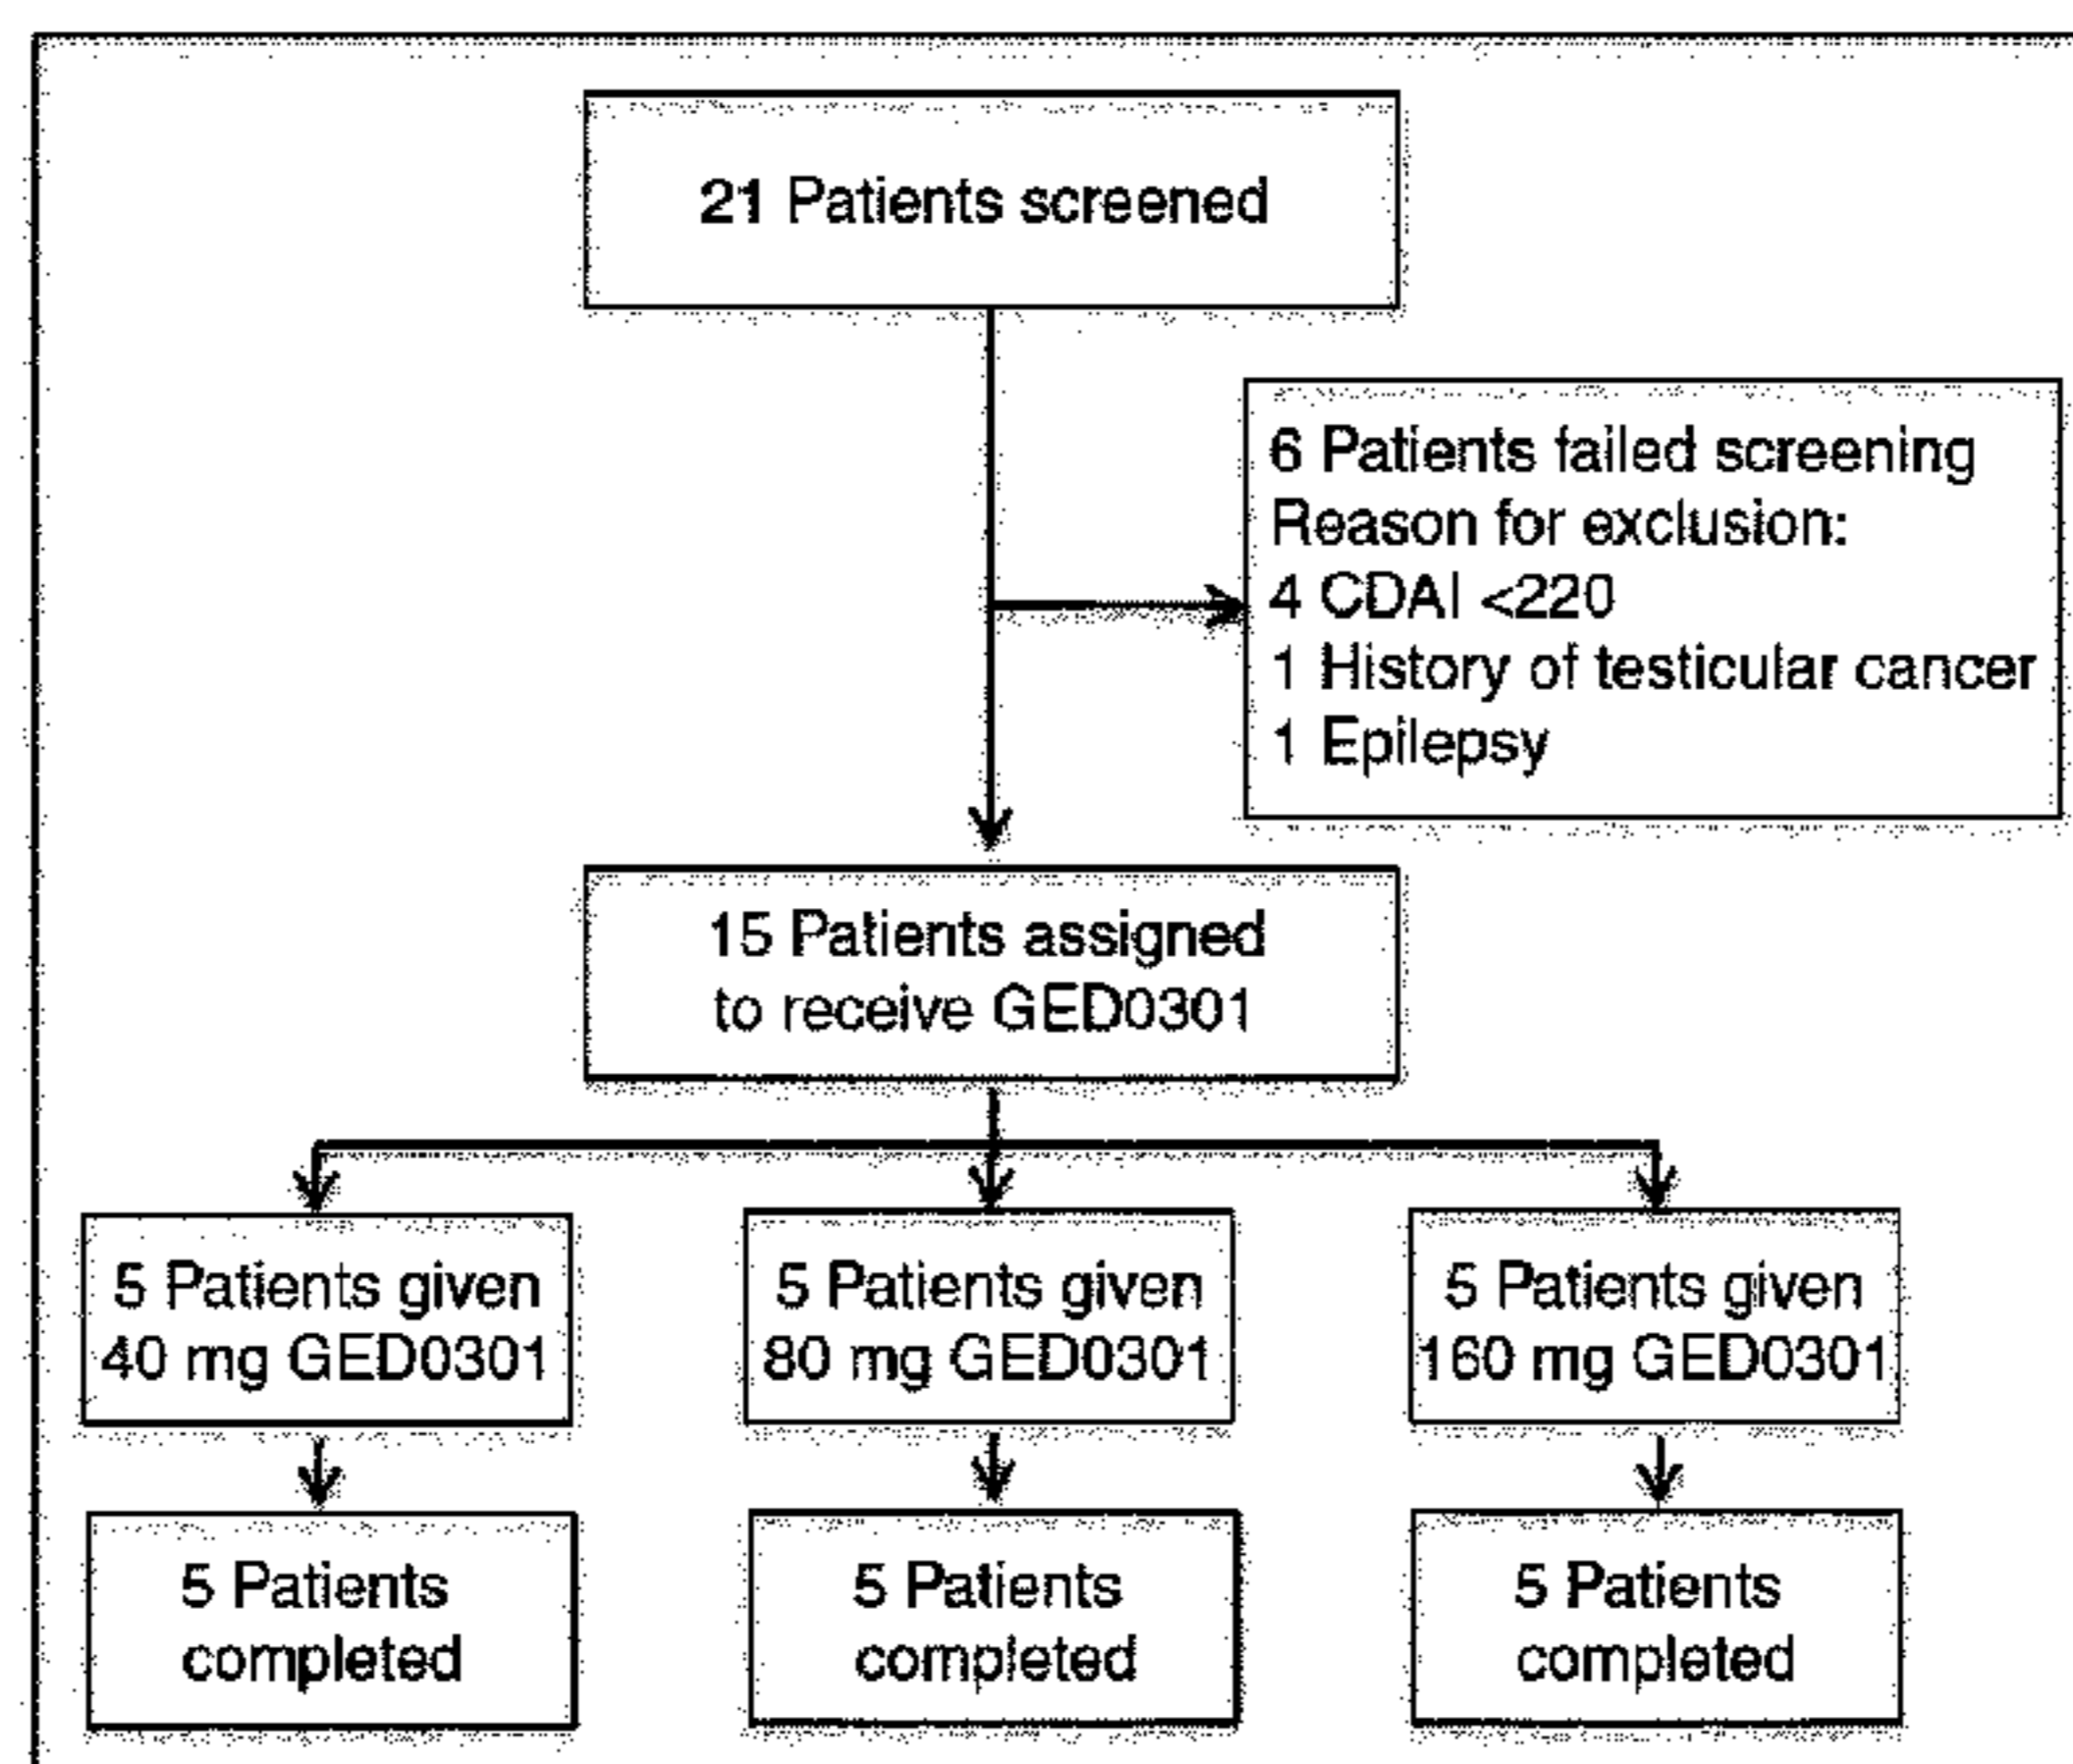 21 Patients screened
6 Patients failed screening
Reason for exclusion:
4 CDAI <220
1 History of testicular cancer
1 Epilepsy
15 Patients assigned
to receive GED0301
5 Patients given
40 mg GED0301
5 Patients given
80 mg GED0301
5 Patients given
160 mg GED0301
5 Patients
completed
5 Patients
completed
5 Patients
completed